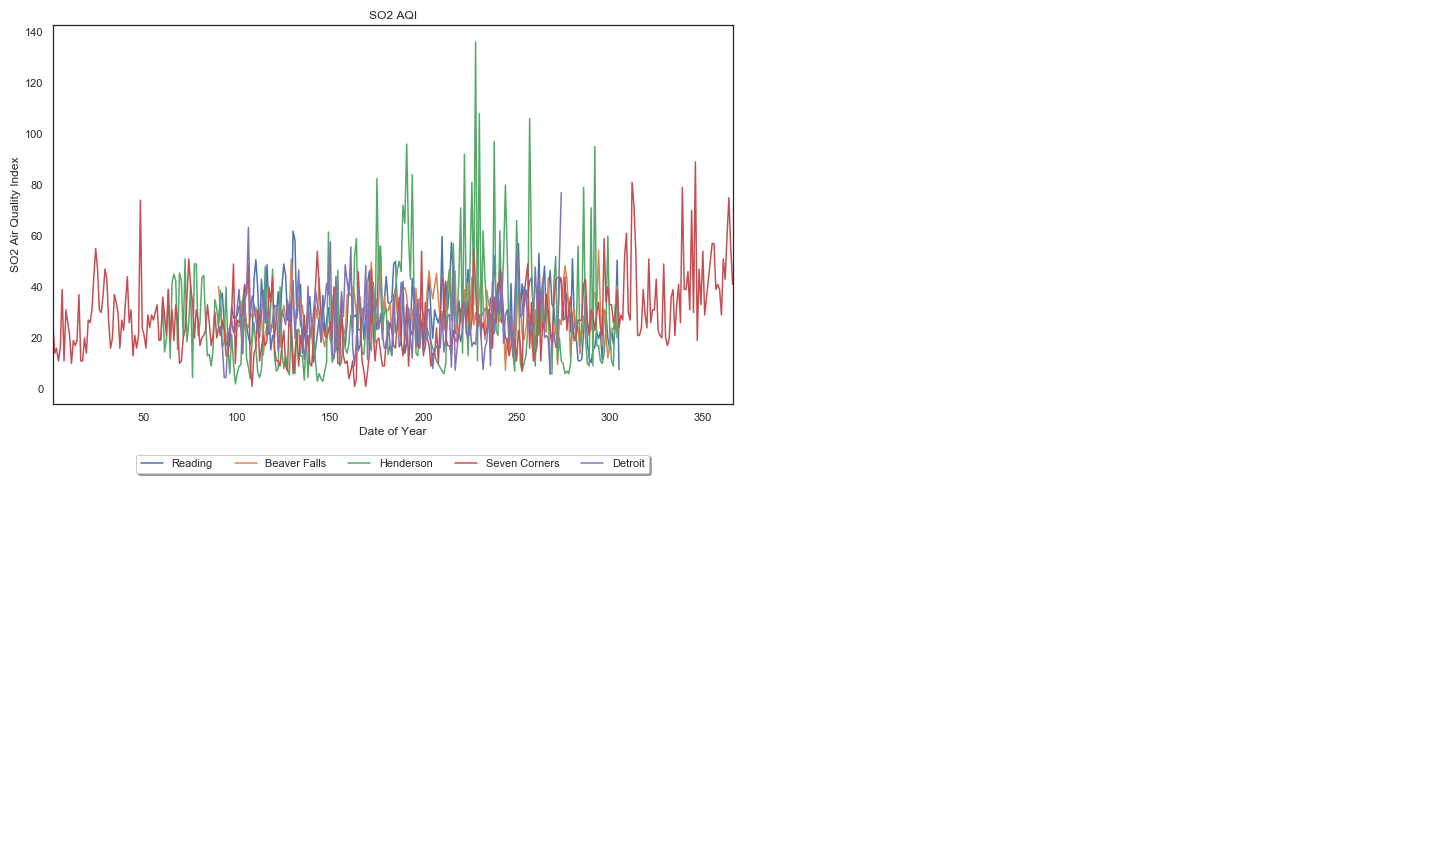 SO2 AQI
140
120
100
80
60
40
20
0
SO2 Air Quality Index
50 100 150 200 250 300 350
Date of Year
Reading Beaver Falls Henderson Seven Corners Detroit